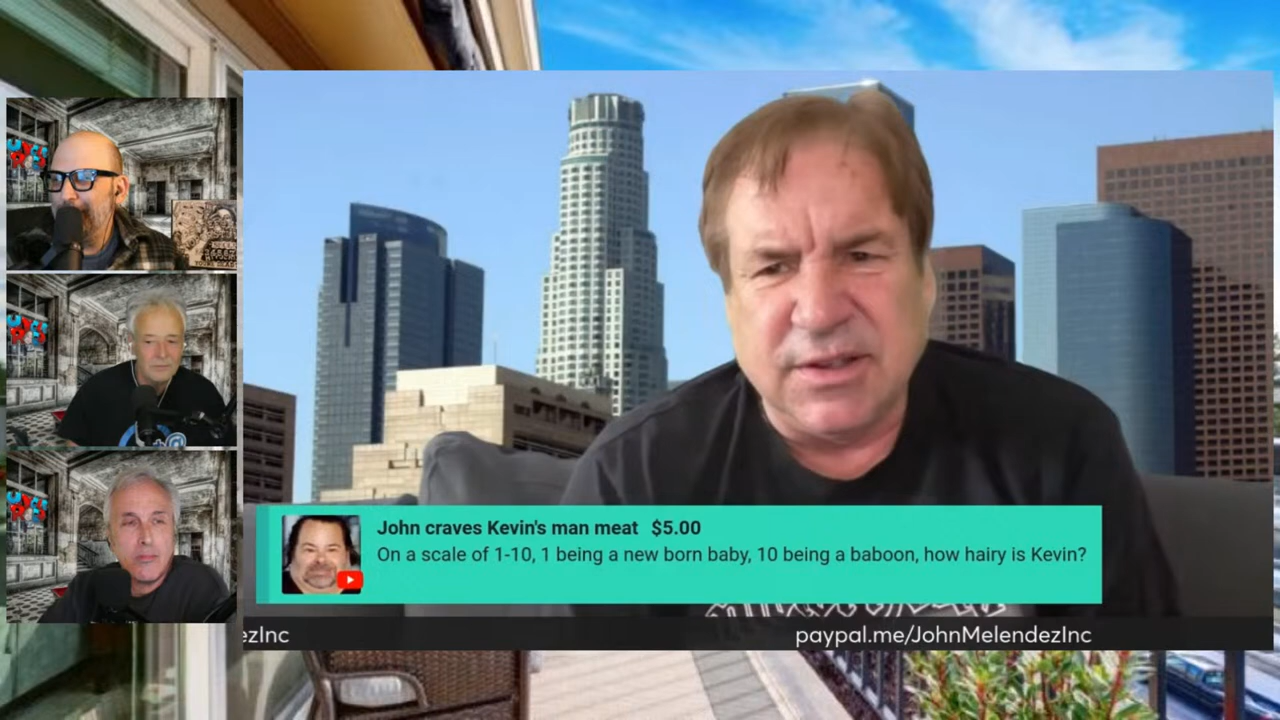 John craves Kevin's man meat $5.00
On a scale of 1-10, 1 being a new born baby, 10 being a baboon, how hairy is Kevin?
ezInc
paypal.me/JohnMelendezInc